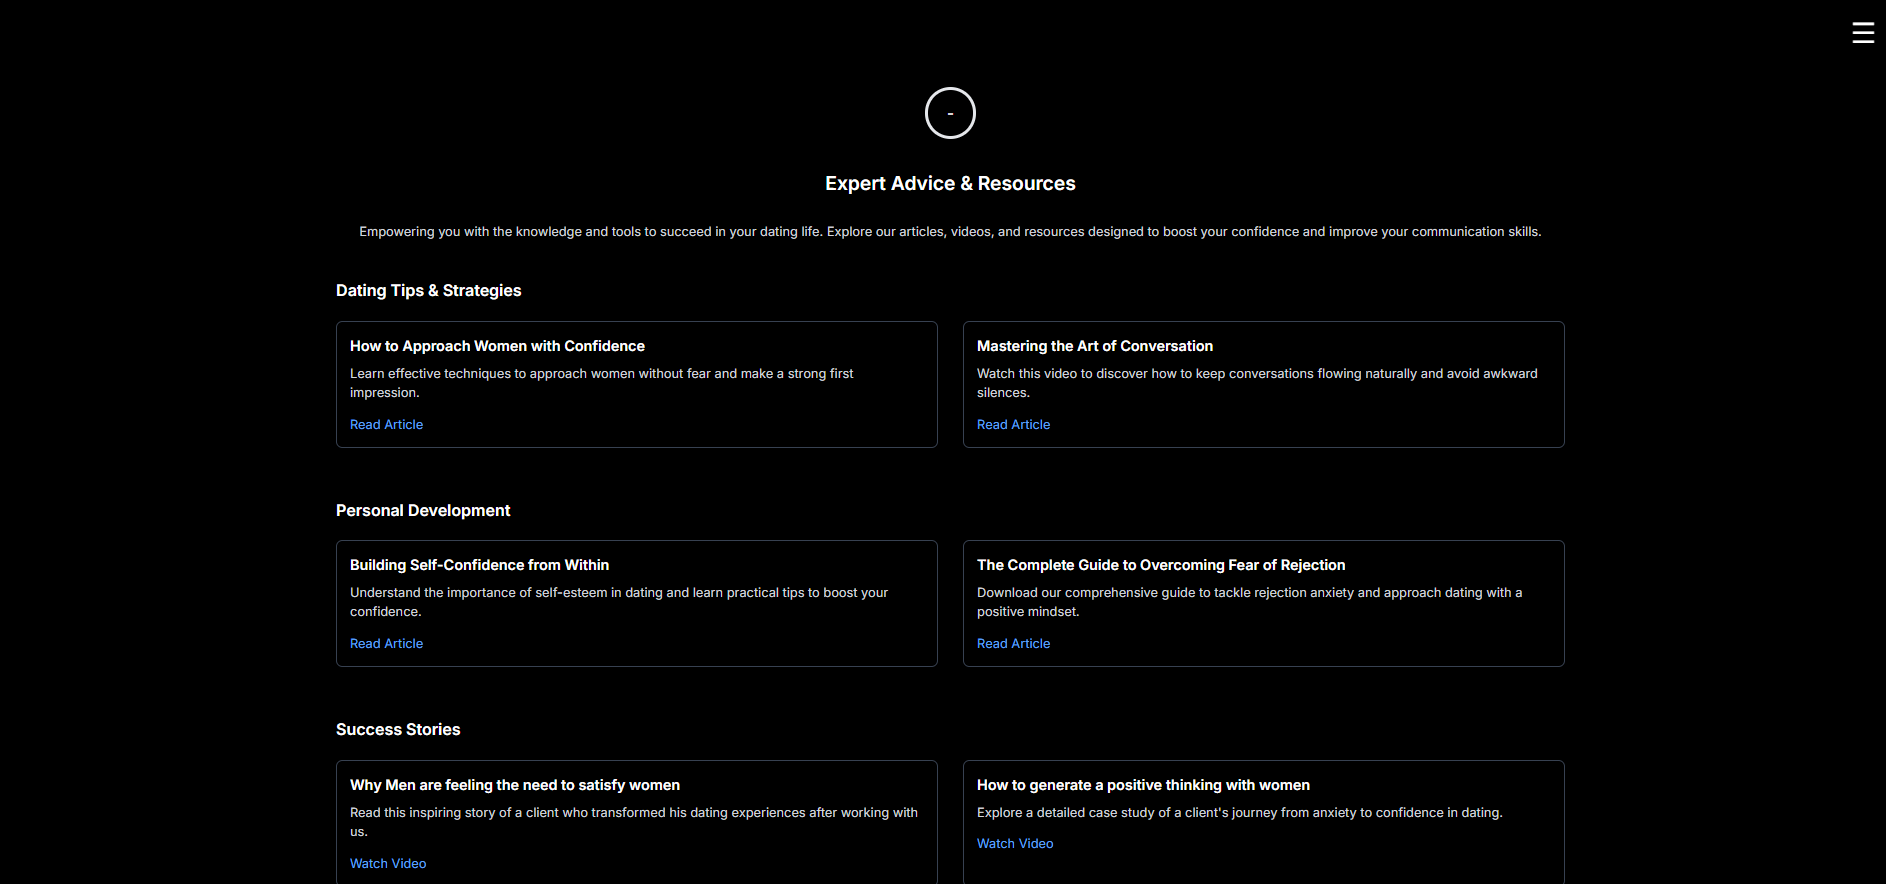 -
Expert Advice & Resources
Empowering you with the knowledge and tools to succeed in your dating life. Explore our articles, videos, and resources designed to boost your confidence and improve your communication skills.
Dating Tips & Strategies
How to Approach Women with Confidence
Learn effective techniques to approach women without fear and make a strong first
impression.
Read Article
Mastering the Art of Conversation
Watch this video to discover how to keep conversations flowing naturally and avoid awkward
silences.
Read Article
Personal Development
Building Self-Confidence from Within
Understand the importance of self-esteem in dating and learn practical tips to boost your
confidence.
Read Article
The Complete Guide to Overcoming Fear of Rejection
Download our comprehensive guide to tackle rejection anxiety and approach dating with a
positive mindset.
Read Article
Success Stories
Why Men are feeling the need to satisfy women
Read this inspiring story of a client who transformed his dating experiences after working with
us.
Watch Video
How to generate a positive thinking with women
Explore a detailed case study of a client's journey from anxiety to confidence in dating.
Watch Video